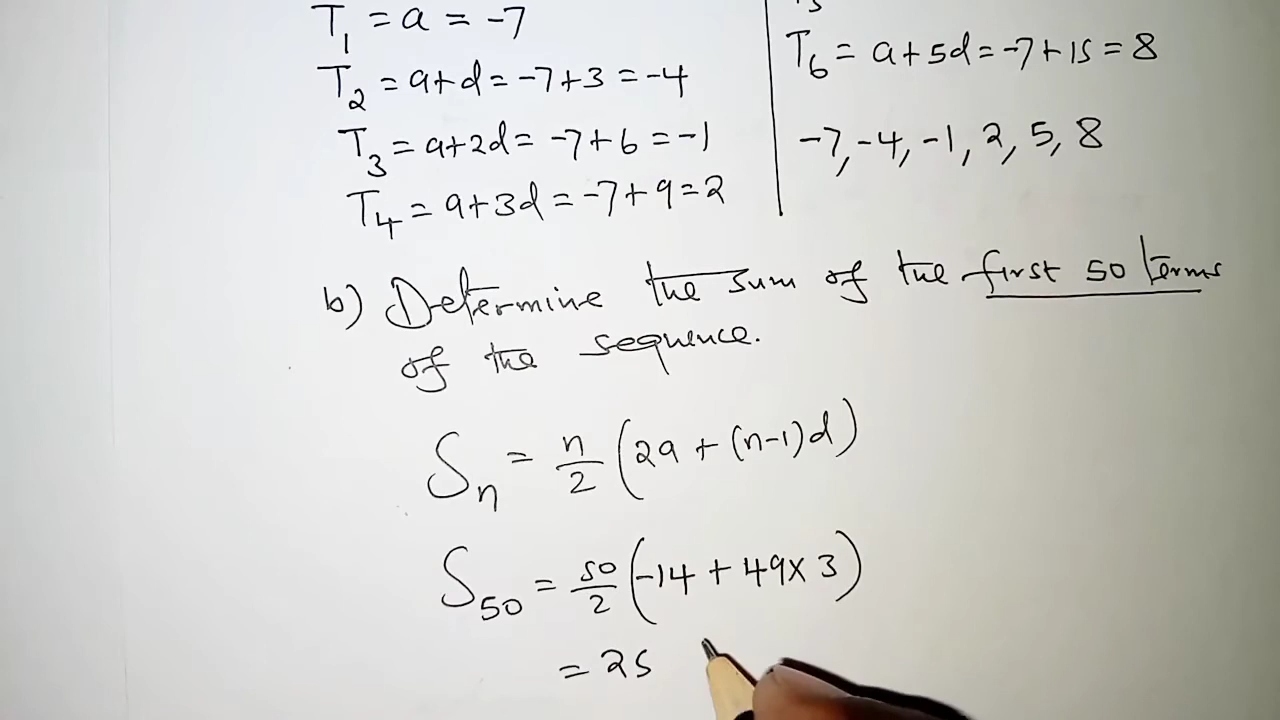 T₁ = a = -7
T₂ = a+d = -7+3 = -4
T₃ = a+2d = -7+6 = -1
T₄ = a+3d = -7+9 = 2
T₆ = a+5d = -7+15 = 8
-7, -4, -1, 2, 5, 8
b) Determine the sum of the first 50 terms
of the sequence.
Sₙ = n/2 (2a + (n-1)d)
S₅₀ = 50/2 (-14 + 49×3)
= 25